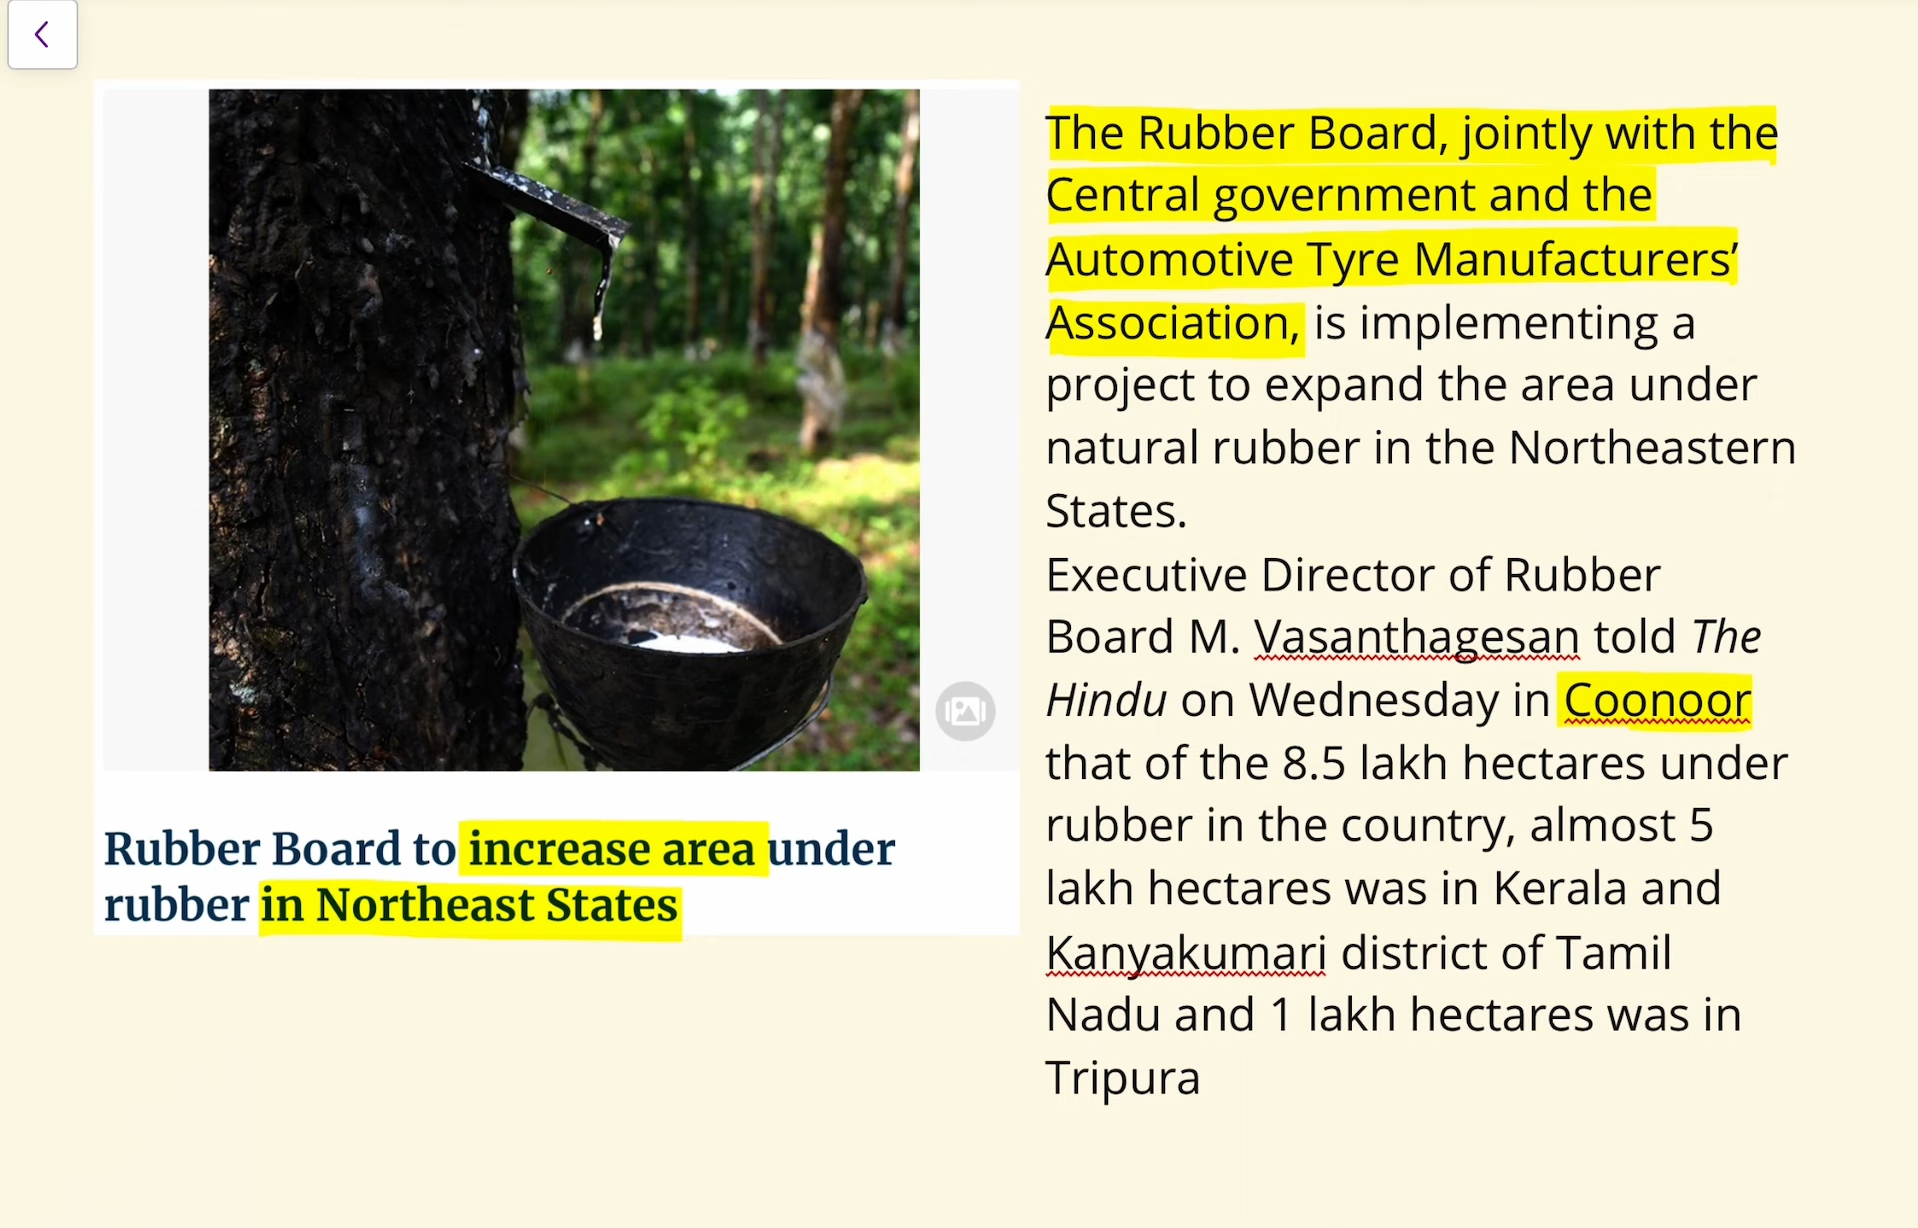 Rubber Board to increase area under
rubber in Northeast States
The Rubber Board, jointly with the
Central government and the
Automotive Tyre Manufacturers’
Association, is implementing a
project to expand the area under
natural rubber in the Northeastern
States.
Executive Director of Rubber
Board M. Vasanthagesan told The
Hindu on Wednesday in Coonoor
that of the 8.5 lakh hectares under
rubber in the country, almost 5
lakh hectares was in Kerala and
Kanyakumari district of Tamil
Nadu and 1 lakh hectares was in
Tripura